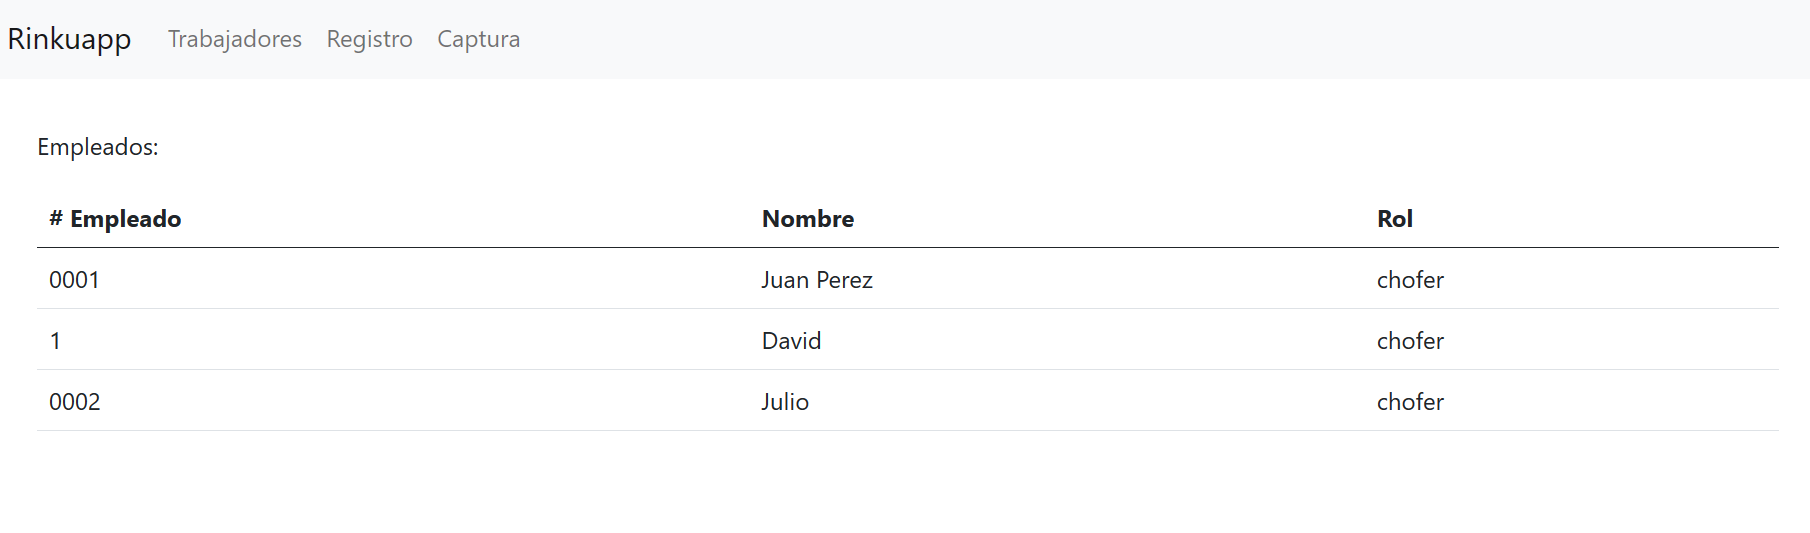 Rinkuapp Trabajadores Registro Captura
Empleados:
# Empleado Nombre Rol
0001 Juan Perez chofer
1 David chofer
0002 Julio chofer